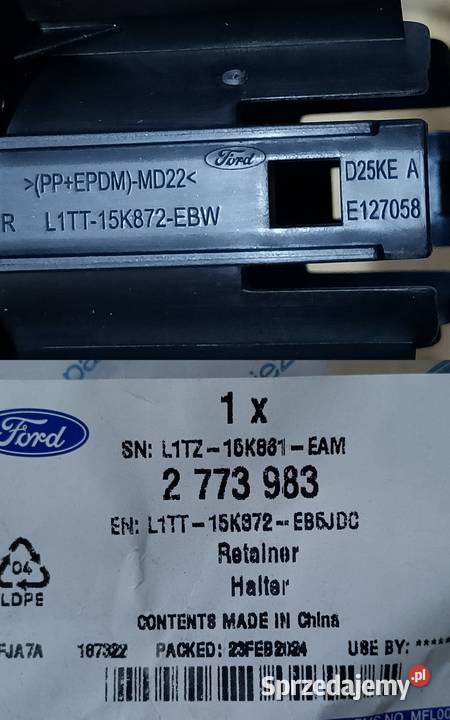 Ford
>(PP+EPDM)-MD22<
D25KE A
R L1TT-15K872-EBW
E127058
1 x
Ford
SN: L1TZ-15K861-EAM
2 773 983
EN: L1TT-15K872-EB5JDC
Retainer
Halter
04
LDPE
CONTENTS MADE IN China
FJA7A 187322 PACKED: 23FEB2024 USE BY: *****
Sprzedajemy.pl